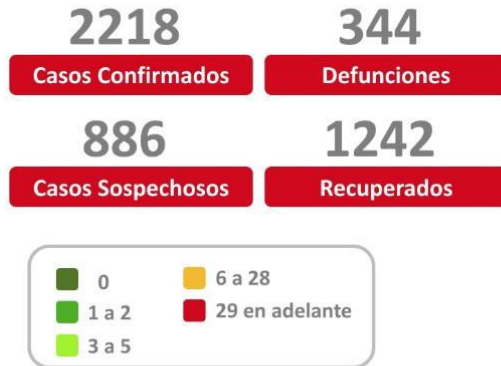 2218 344
Casos Confirmados Defunciones
886 1242
Casos Sospechosos Recuperados
0 6 a 28
1 a 2 29 en adelante
3 a 5